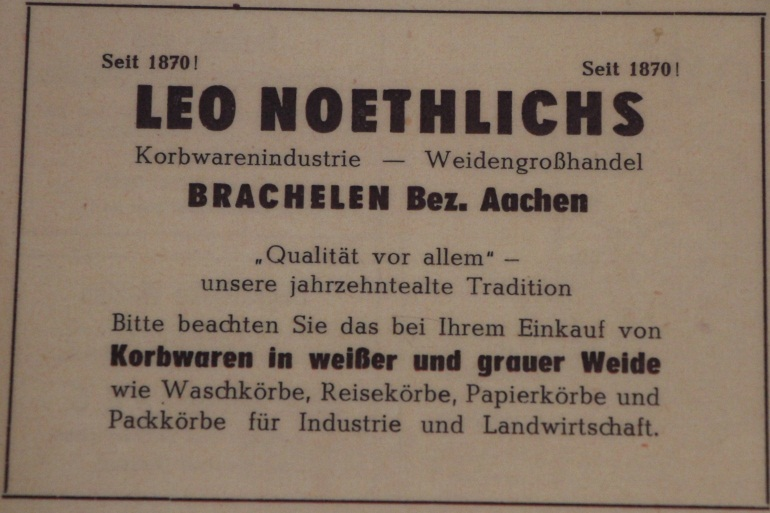 Seit 1870! Seit 1870!
LEO NOETHLICHS
Korbwarenindustrie — Weidengroßhandel
BRACHELEN Bez. Aachen
„Qualität vor allem" –
unsere jahrzehntealte Tradition
Bitte beachten Sie das bei Ihrem Einkauf von
Korbwaren in weißer und grauer Weide
wie Waschkörbe, Reisekörbe, Papierkörbe und
Packkörbe für Industrie und Landwirtschaft.